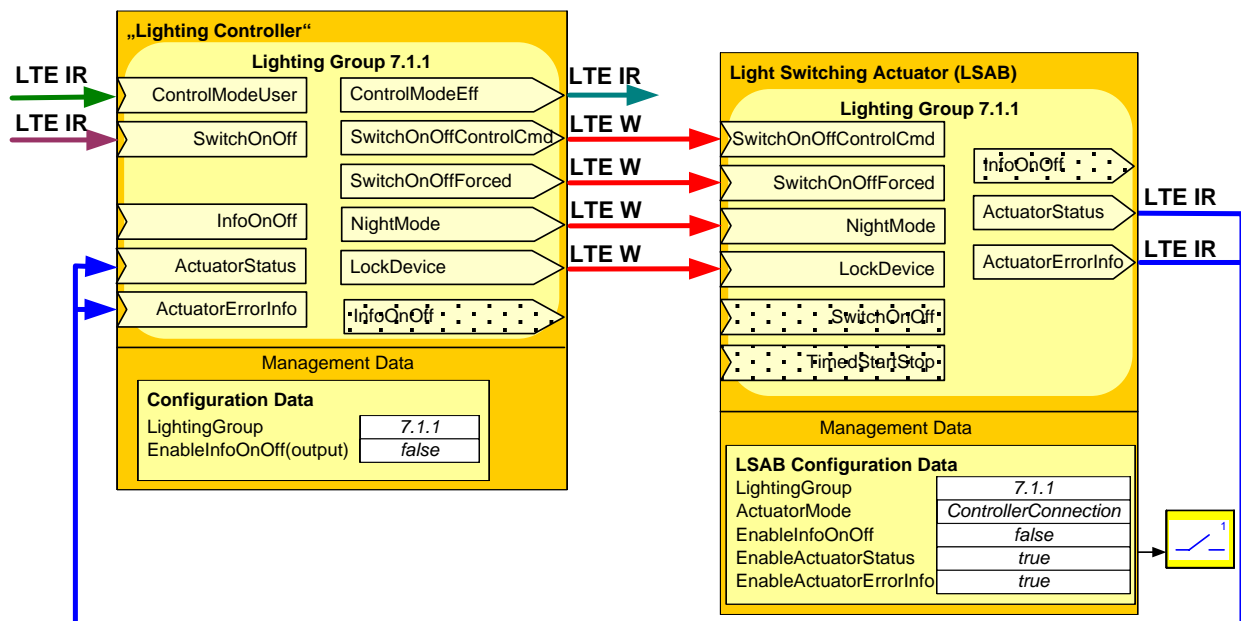 „Lighting Controller“
Lighting Group 7.1.1
LTE IR
ControlModeUser
LTE IR
SwitchOnOff
InfoOnOff
ActuatorStatus
ActuatorErrorInfo
ControlModeEff
LTE IR
SwitchOnOffControlCmd
LTE W
SwitchOnOffForced
LTE W
NightMode
LTE W
LockDevice
LTE W
InfoOnOff
Management Data
Configuration Data
LightingGroup 7.1.1
EnableInfoOnOff(output) false
Light Switching Actuator (LSAB)
Lighting Group 7.1.1
SwitchOnOffControlCmd
SwitchOnOffForced
NightMode
LockDevice
SwitchOnOff
TimedStartStop
InfoOnOff
ActuatorStatus
LTE IR
ActuatorErrorInfo
LTE IR
Management Data
LSAB Configuration Data
LightingGroup 7.1.1
ActuatorMode ControllerConnection
EnableInfoOnOff false
EnableActuatorStatus true
EnableActuatorErrorInfo true
1